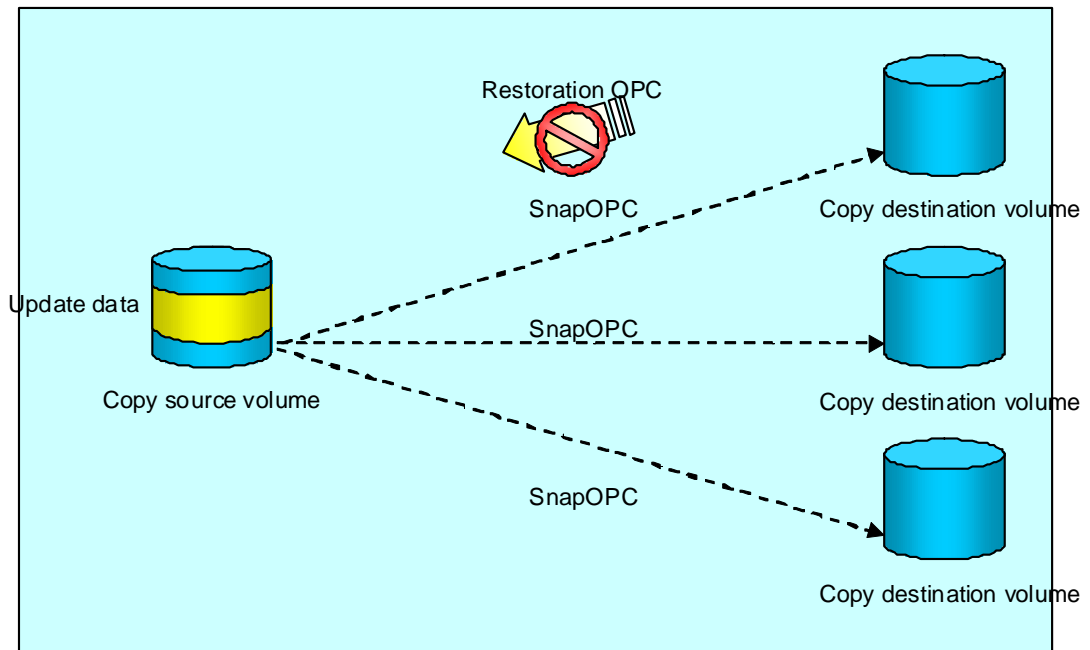 Restoration OPC
SnapOPC
Copy destination volume
Update data
SnapOPC
Copy source volume
Copy destination volume
SnapOPC
Copy destination volume